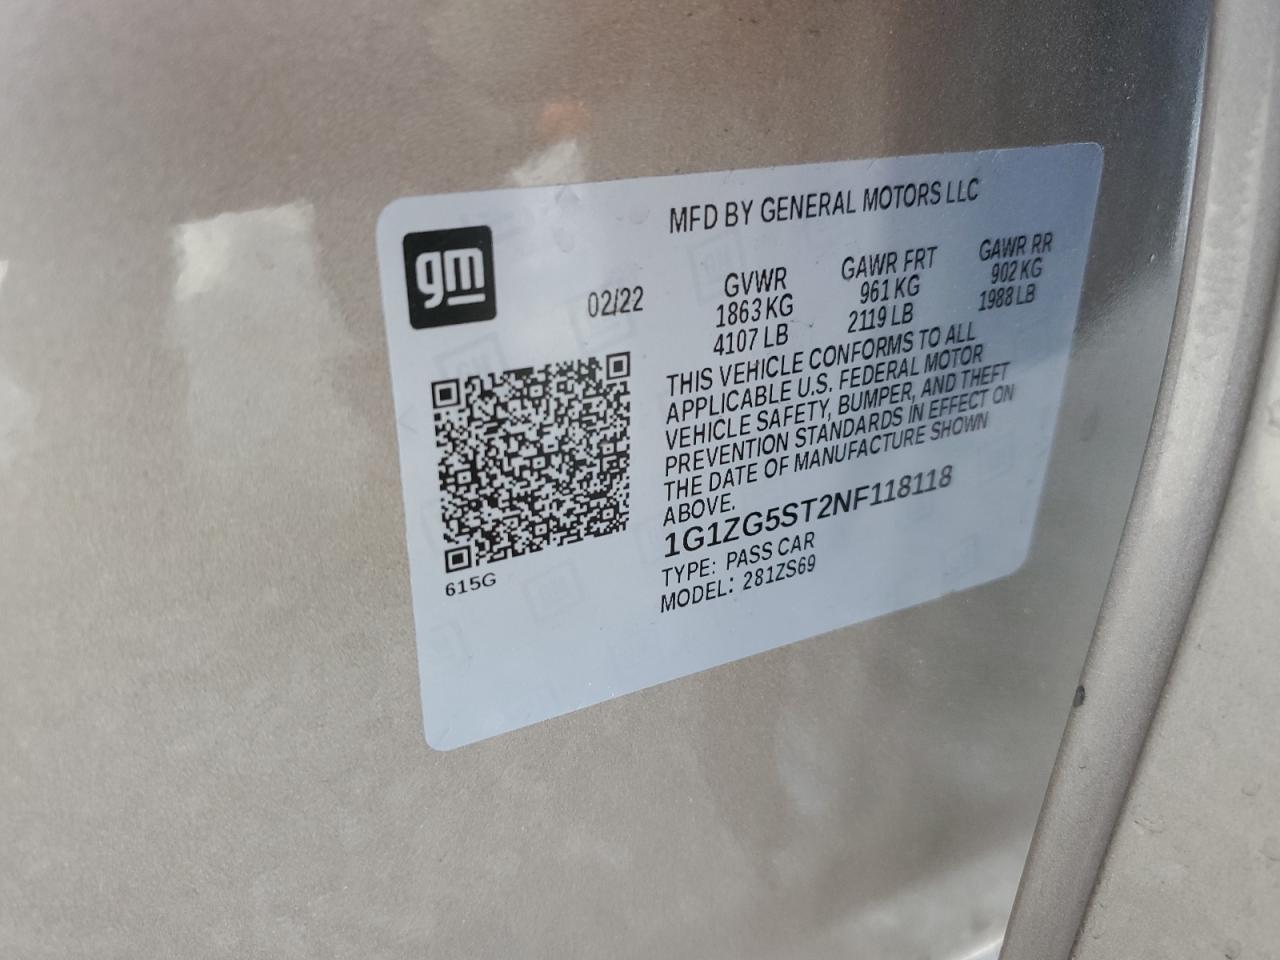 gm
MFD BY GENERAL MOTORS LLC
02/22
GVWR
1863 KG
4107 LB
GAWR FRT
961 KG
2119 LB
GAWR RR
902 KG
1988 LB
THIS VEHICLE CONFORMS TO ALL
APPLICABLE U.S. FEDERAL MOTOR
VEHICLE SAFETY, BUMPER, AND THEFT
PREVENTION STANDARDS IN EFFECT ON
THE DATE OF MANUFACTURE SHOWN
ABOVE.
1G1ZG5ST2NF118118
TYPE: PASS CAR
MODEL: 281ZS69
615G